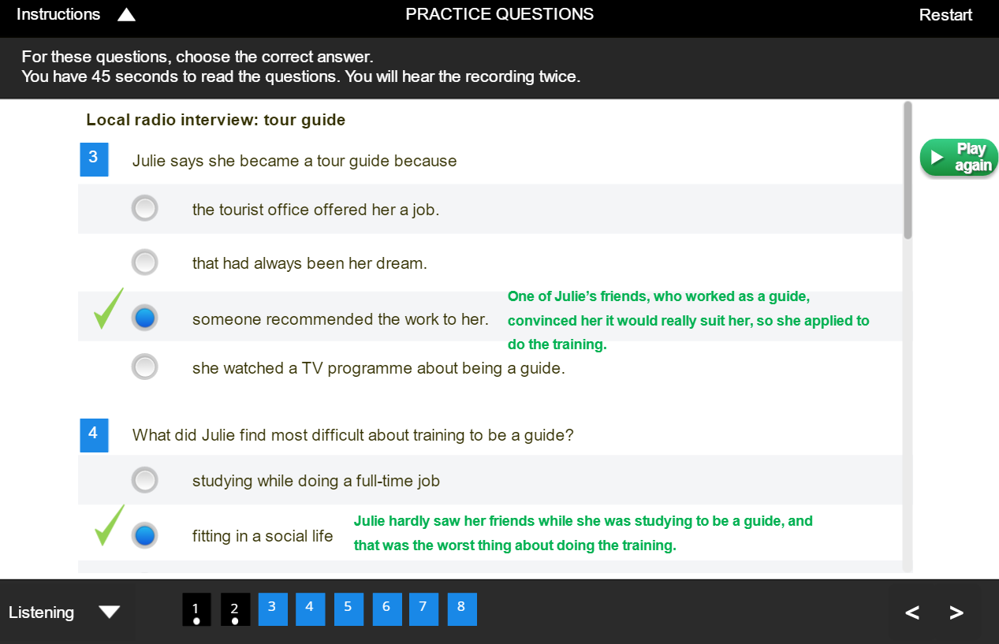 Instructions
PRACTICE QUESTIONS
Restart
For these questions, choose the correct answer.
You have 45 seconds to read the questions. You will hear the recording twice.
Local radio interview: tour guide
Play
again
3
Julie says she became a tour guide because
the tourist office offered her a job.
that had always been her dream.
someone recommended the work to her.
One of Julie’s friends, who worked as a guide,
convinced her it would really suit her, so she applied to
do the training.
she watched a TV programme about being a guide.
4
What did Julie find most difficult about training to be a guide?
studying while doing a full-time job
fitting in a social life
Julie hardly saw her friends while she was studying to be a guide, and
that was the worst thing about doing the training.
Listening
1 2 3 4 5 6 7 8
< >